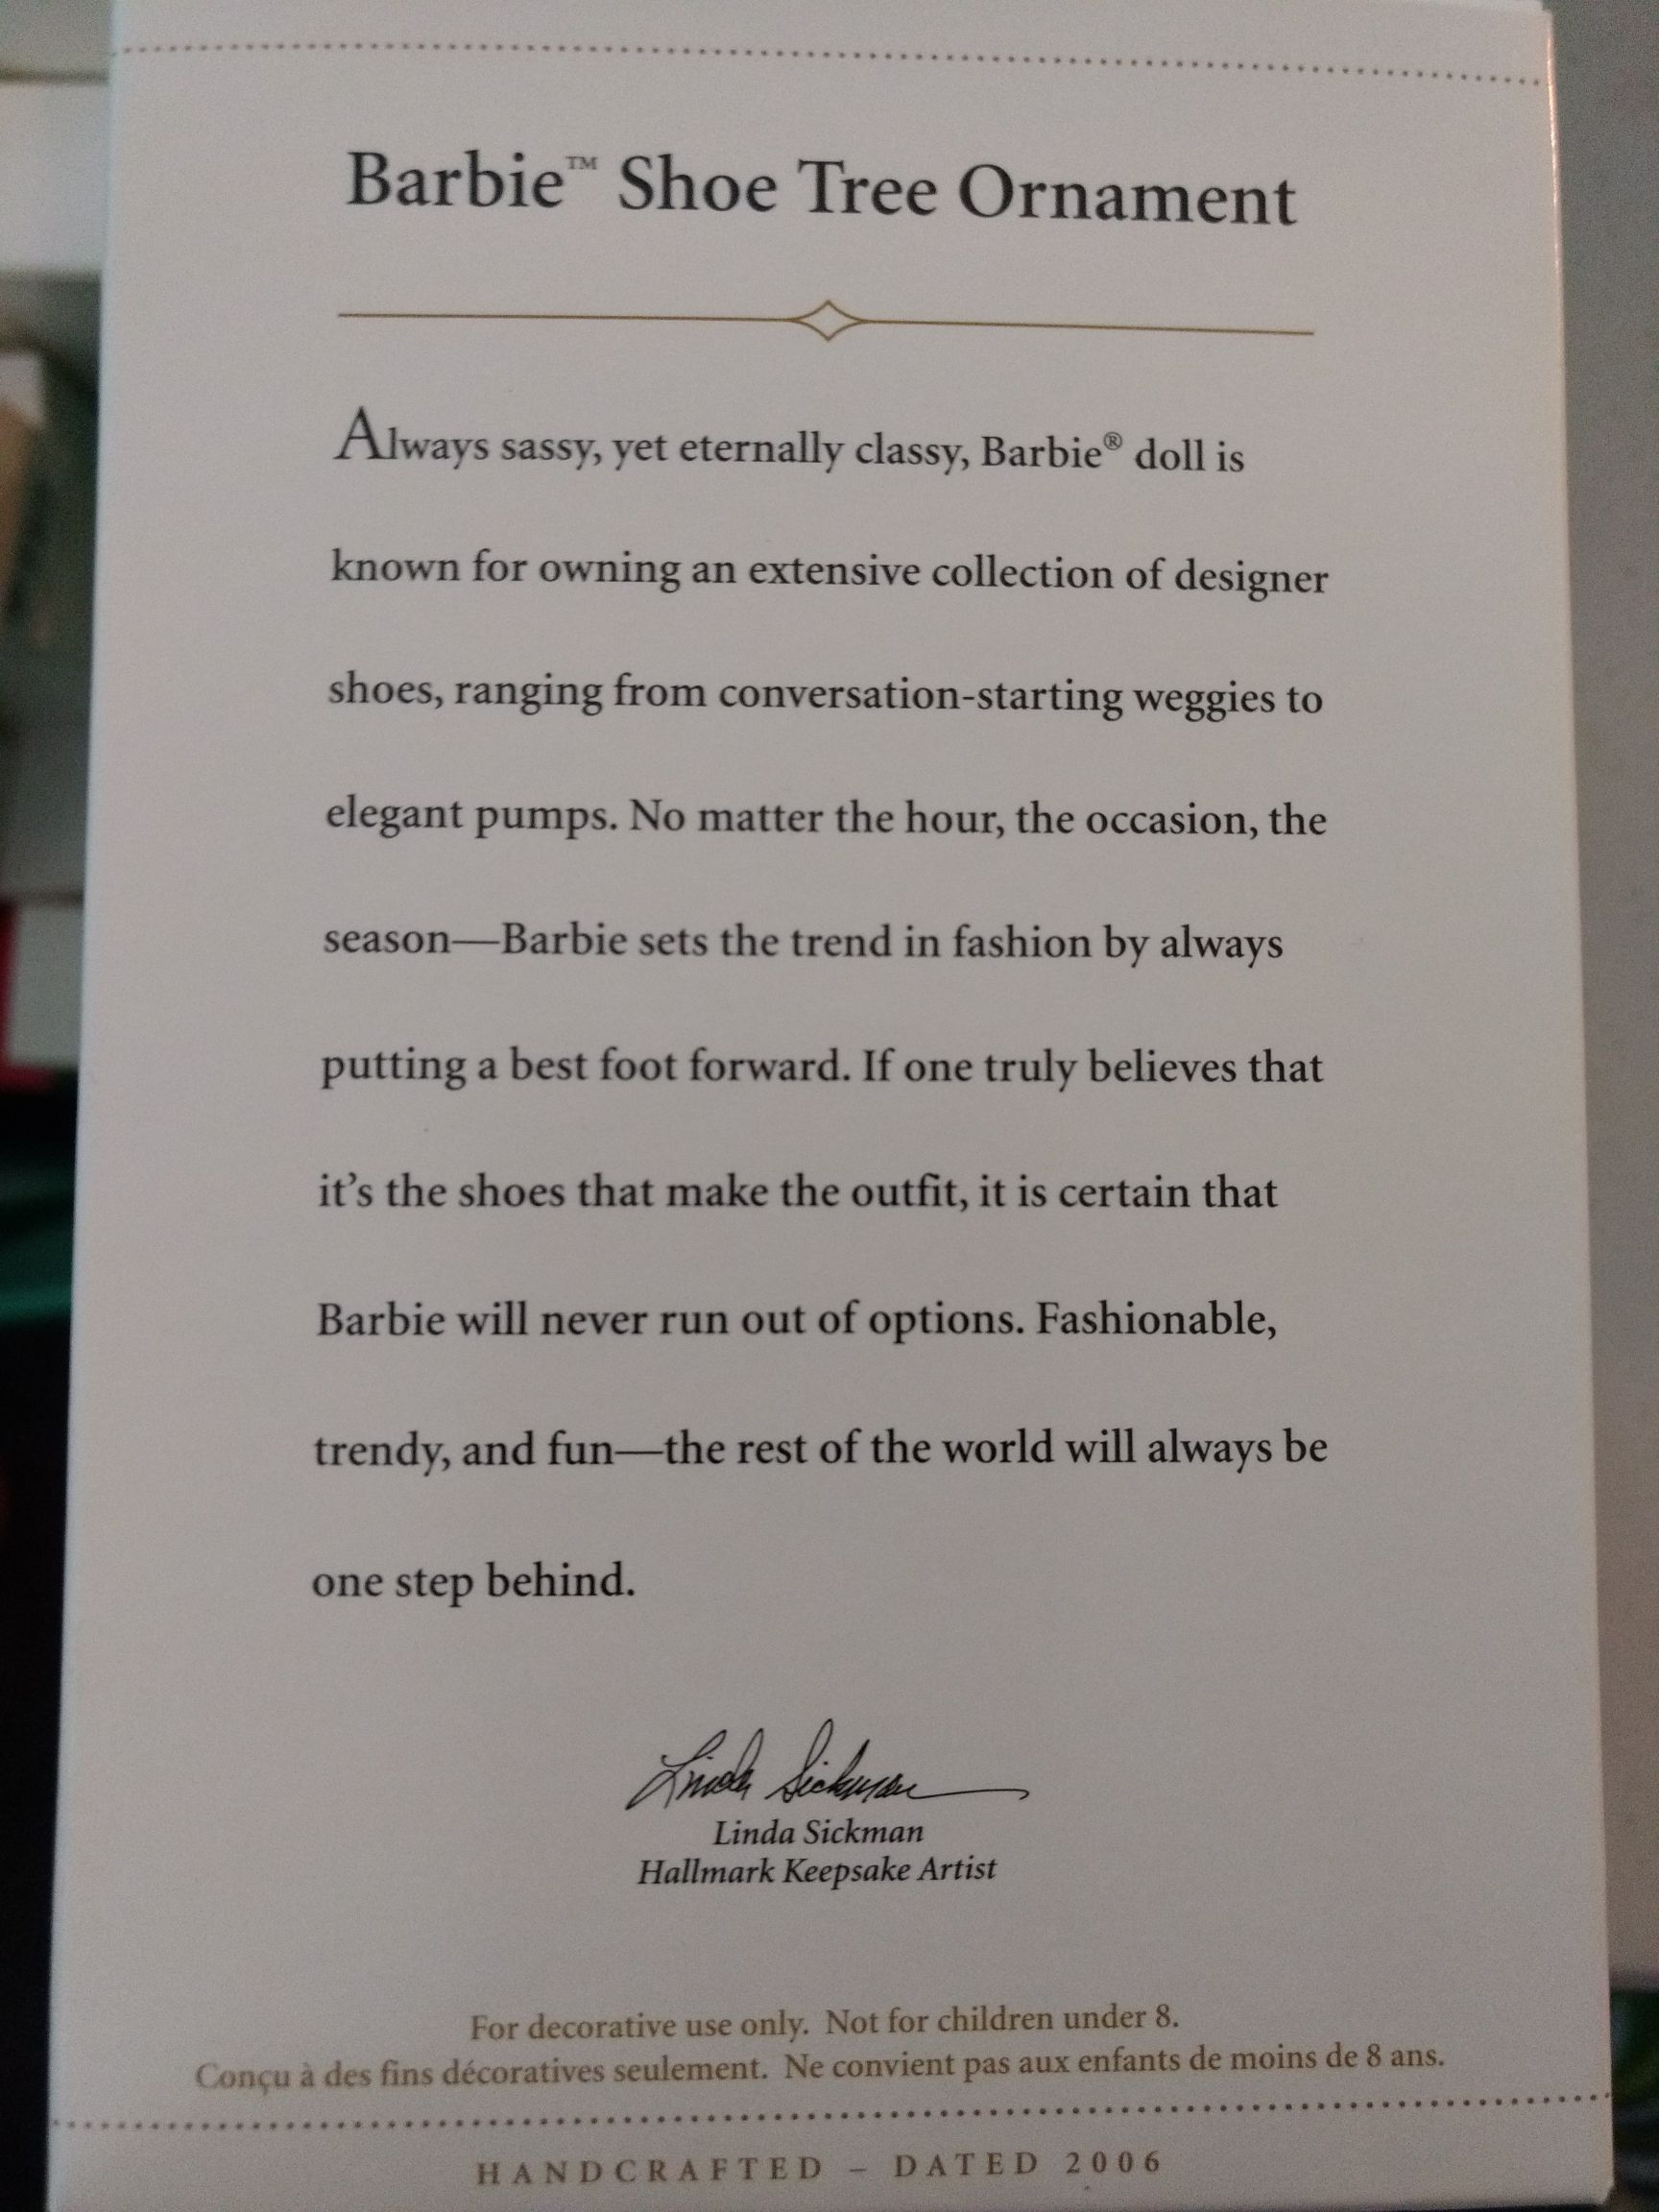 Barbie™ Shoe Tree Ornament
Always sassy, yet eternally classy, Barbie® doll is
known for owning an extensive collection of designer
shoes, ranging from conversation-starting weggies to
elegant pumps. No matter the hour, the occasion, the
season—Barbie sets the trend in fashion by always
putting a best foot forward. If one truly believes that
it's the shoes that make the outfit, it is certain that
Barbie will never run out of options. Fashionable,
trendy, and fun—the rest of the world will always be
one step behind.
Linda Sickman
Linda Sickman
Hallmark Keepsake Artist
For decorative use only. Not for children under 8.
Conçu à des fins décoratives seulement. Ne convient pas aux enfants de moins de 8 ans.
HANDCRAFTED – DATED 2006